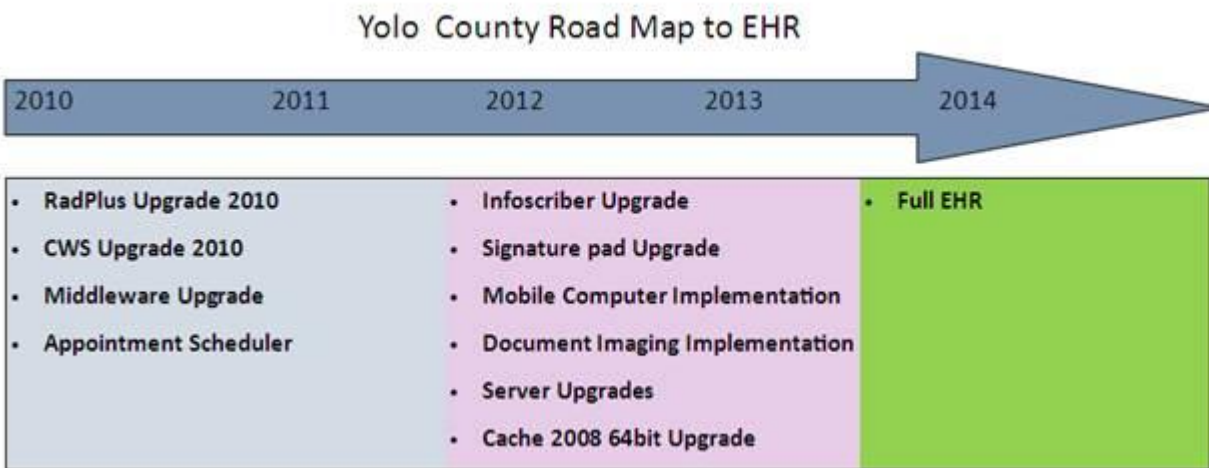 Yolo County Road Map to EHR
2010 2011 2012 2013 2014
• RadPlus Upgrade 2010
• CWS Upgrade 2010
• Middleware Upgrade
• Appointment Scheduler
• Infoscriber Upgrade
• Signature pad Upgrade
• Mobile Computer Implementation
• Document Imaging Implementation
• Server Upgrades
• Cache 2008 64bit Upgrade
• Full EHR